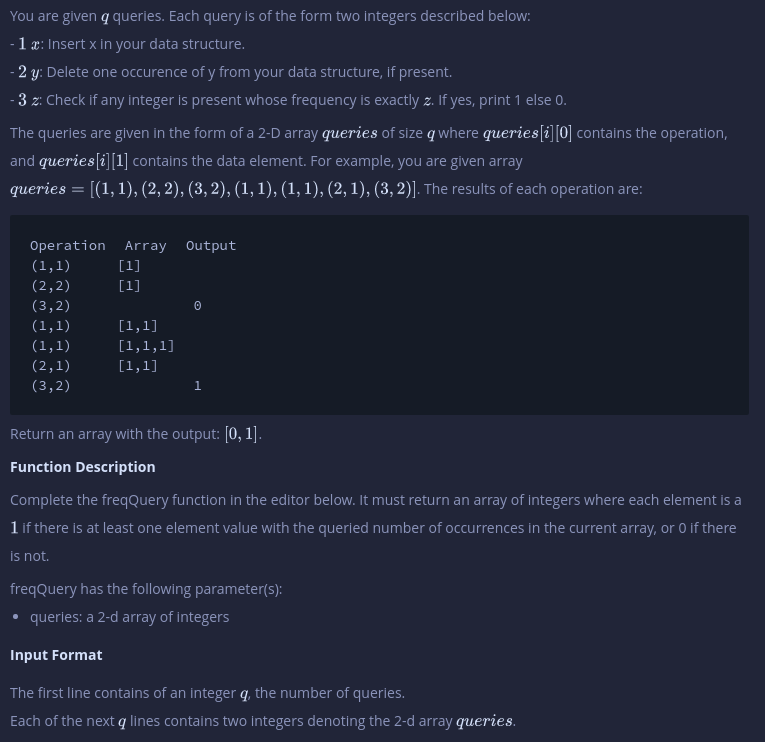 You are given q queries. Each query is of the form two integers described below:
- 1 x: Insert x in your data structure.
- 2 y: Delete one occurence of y from your data structure, if present.
- 3 z: Check if any integer is present whose frequency is exactly z. If yes, print 1 else 0.
The queries are given in the form of a 2-D array queries of size q where queries[i][0] contains the operation,
and queries[i][1] contains the data element. For example, you are given array
queries = [(1, 1), (2, 2), (3, 2), (1, 1), (1, 1), (2, 1), (3, 2)]. The results of each operation are:
Operation Array Output
(1,1) [1]
(2,2) [1]
(3,2) 0
(1,1) [1,1]
(1,1) [1,1,1]
(2,1) [1,1]
(3,2) 1
Return an array with the output: [0, 1].
Function Description
Complete the freqQuery function in the editor below. It must return an array of integers where each element is a
1 if there is at least one element value with the queried number of occurrences in the current array, or 0 if there
is not.
freqQuery has the following parameter(s):
• queries: a 2-d array of integers
Input Format
The first line contains of an integer q, the number of queries.
Each of the next q lines contains two integers denoting the 2-d array queries.